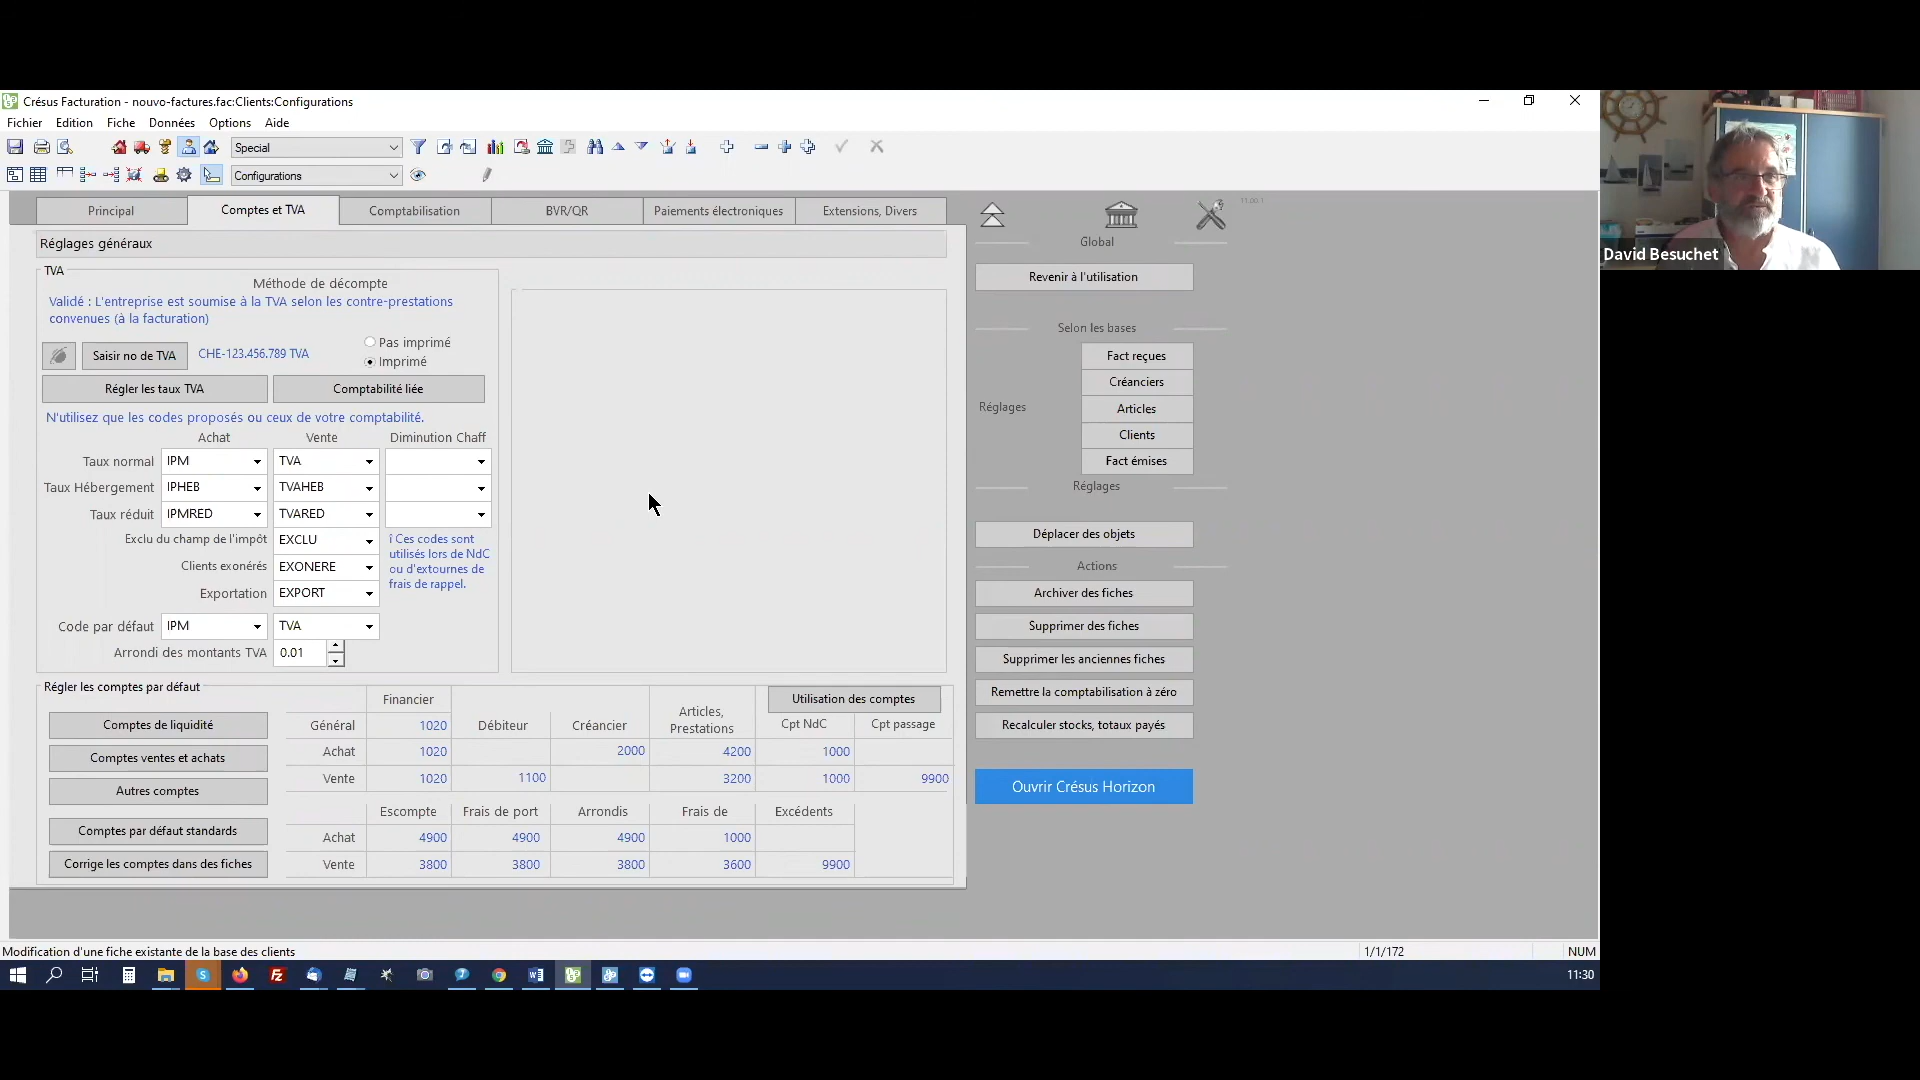 Crésus Facturation - nouvo-factures.fac:Clients:Configurations
Fichier Edition Fiche Données Options Aide
Special
Configurations
Principal Comptes et TVA Comptabilisation BVR/QR Paiements électroniques Extensions, Divers
Réglages généraux
TVA
Méthode de décompte
Validé : L'entreprise est soumise à la TVA selon les contre-prestations
convenues (à la facturation)
Pas imprimé
Saisir no de TVA CHE-123.456.789 TVA
Imprimé
Régler les taux TVA Comptabilité liée
N'utilisez que les codes proposés ou ceux de votre comptabilité.
Achat Vente Diminution Chaff
Taux normal IPM TVA
Taux Hébergement IPHEB TVAHEB
Taux réduit IPMRED TVARED
Exclu du champ de l'impôt EXCLU
Clients exonérés EXONERE
Exportation EXPORT
î Ces codes sont
utilisés lors de NdC
ou d'extournes de
frais de rappel.
Code par défaut IPM TVA
Arrondi des montants TVA 0.01
Régler les comptes par défaut
Comptes de liquidité
Comptes ventes et achats
Autres comptes
Comptes par défaut standards
Corrige les comptes dans des fiches
Financier Débiteur Créancier Articles, Prestations Utilisation des comptes
Cpt NdC Cpt passage
Général 1020
Achat 1020 2000 4200 1000
Vente 1020 1100 3200 1000 9900
Escompte Frais de port Arrondis Frais de Excédents
Achat 4900 4900 4900 1000
Vente 3800 3800 3800 3600 9900
11.00.1
Global
Revenir à l'utilisation
Selon les bases
Réglages
Fact reçues
Créanciers
Articles
Clients
Fact émises
Réglages
Déplacer des objets
Actions
Archiver des fiches
Supprimer des fiches
Supprimer les anciennes fiches
Remettre la comptabilisation à zéro
Recalculer stocks, totaux payés
Ouvrir Crésus Horizon
Modification d'une fiche existante de la base des clients 1/1/172 NUM
11:30
David Besuchet